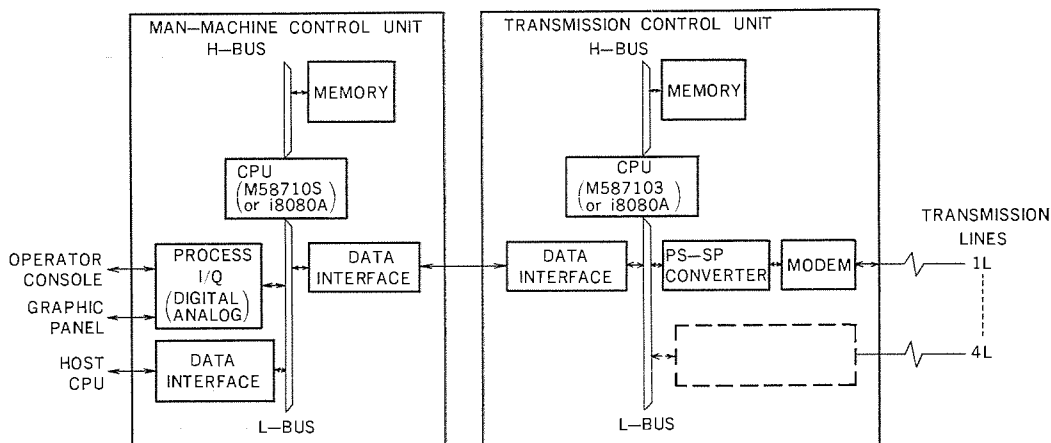 MAN—MACHINE CONTROL UNIT
H—BUS
MEMORY
CPU
(M58710S
or i8080A)
OPERATOR
CONSOLE
GRAPHIC
PANEL
HOST
CPU
PROCESS
I/Q
(DIGITAL
ANALOG)
DATA
INTERFACE
DATA
INTERFACE
L—BUS
TRANSMISSION CONTROL UNIT
H—BUS
MEMORY
CPU
(M587103
or i8080A)
DATA
INTERFACE
PS—SP
CONVERTER
MODEM
L—BUS
TRANSMISSION
LINES
1L
4L